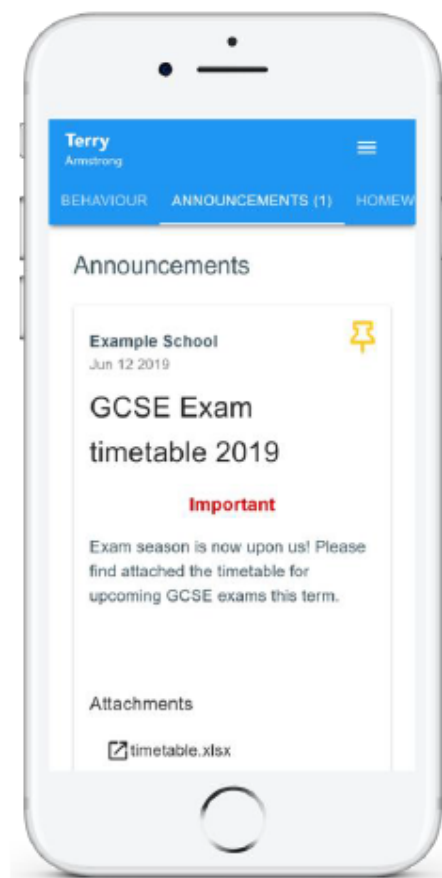 Terry
Armstrong
BEHAVIOUR ANNOUNCEMENTS (1) HOMEW
Announcements
Example School
Jun 12 2019
GCSE Exam
timetable 2019
Important
Exam season is now upon us! Please
find attached the timetable for
upcoming GCSE exams this term.
Attachments
timetable.xlsx